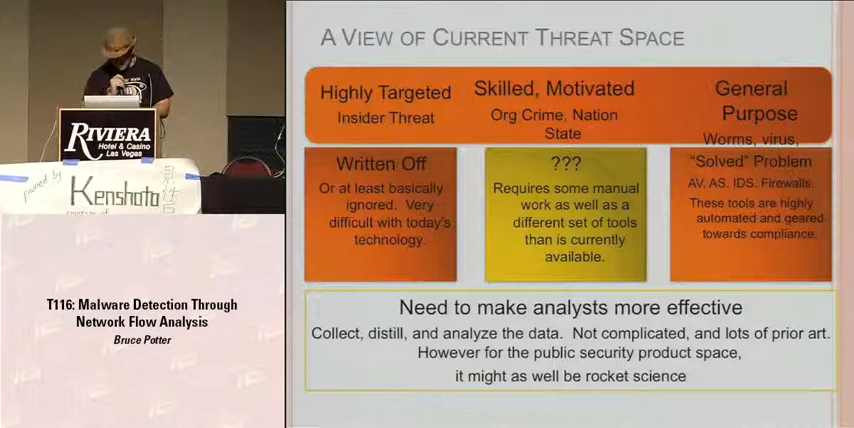 A VIEW OF CURRENT THREAT SPACE
Highly Targeted
Insider Threat
Skilled, Motivated
Org Crime, Nation
State
General
Purpose
Worms, virus,
Written Off
Or at least basically
ignored. Very
difficult with today's
technology.
???
Requires some manual
work as well as a
different set of tools
than is currently
available.
"Solved" Problem
AV. AS. IDS. Firewalls.
These tools are highly
automated and geared
towards compliance.
Need to make analysts more effective
Collect, distill, and analyze the data. Not complicated, and lots of prior art.
However for the public security product space,
it might as well be rocket science
RIVIERA
Hotel & Casino
Las Vegas
owned by
Kenshoto
T116: Malware Detection Through
Network Flow Analysis
Bruce Potter